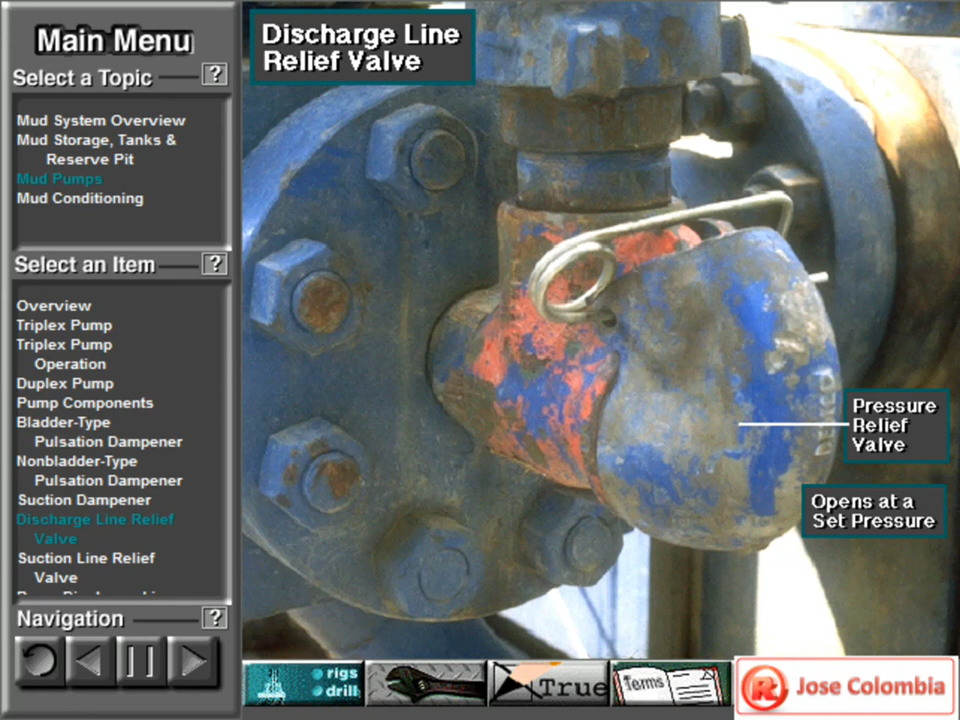 Main Menu
Select a Topic
?
Mud System Overview
Mud Storage, Tanks &
Reserve Pit
Mud Pumps
Mud Conditioning
Select an Item
?
Overview
Triplex Pump
Triplex Pump
Operation
Duplex Pump
Pump Components
Bladder-Type
Pulsation Dampener
Nonbladder-Type
Pulsation Dampener
Suction Dampener
Discharge Line Relief
Valve
Suction Line Relief
Valve
Navigation
?
Discharge Line
Relief Valve
Pressure
Relief
Valve
Opens at a
Set Pressure
rigs
drill
True
Terms
R
Jose Colombia